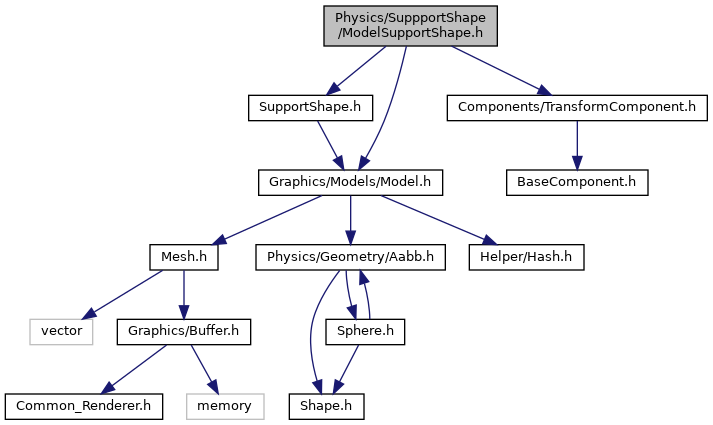 Physics/SuppportShape
/ModelSupportShape.h
SupportShape.h
Components/TransformComponent.h
Graphics/Models/Model.h
BaseComponent.h
Mesh.h
Physics/Geometry/Aabb.h
Helper/Hash.h
vector
Graphics/Buffer.h
Sphere.h
Common_Renderer.h
memory
Shape.h